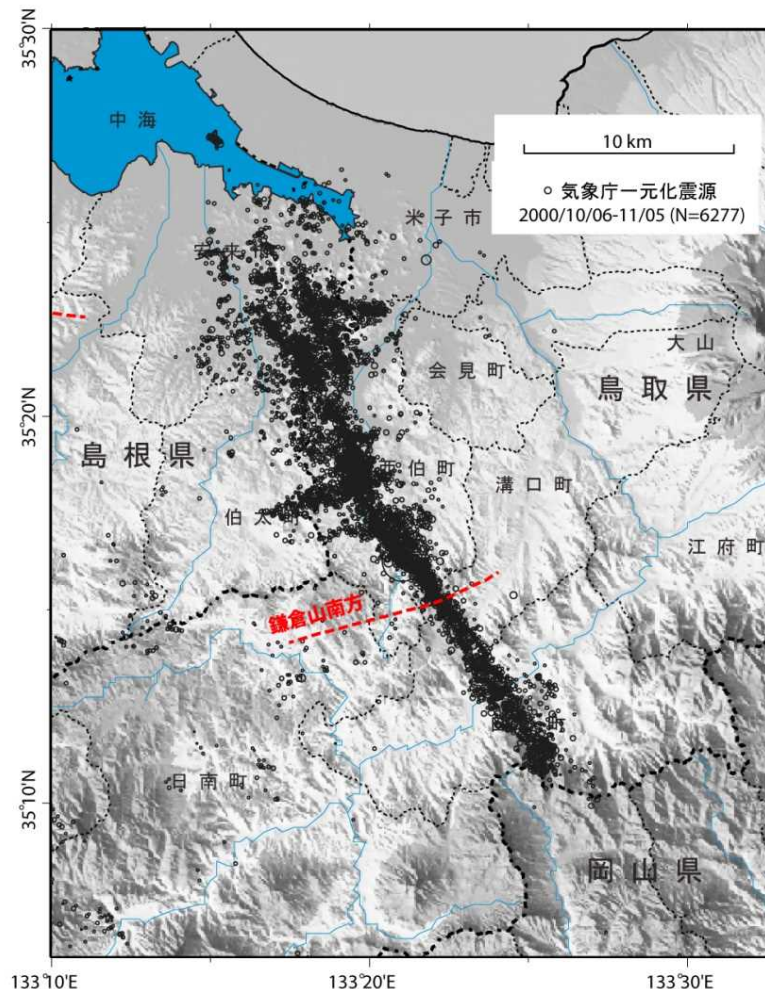 35°30'N
中海
10 km
気象庁一元化震源
2000/10/06-11/05 (N=6277)
米子市
安来市
大山
会見町
鳥取県
35°20'N
島根県
西伯町
溝口町
伯太町
江府町
鎌倉山南方
日南町
35°10'N
岡山県
133°10'E
133°20'E
133°30'E